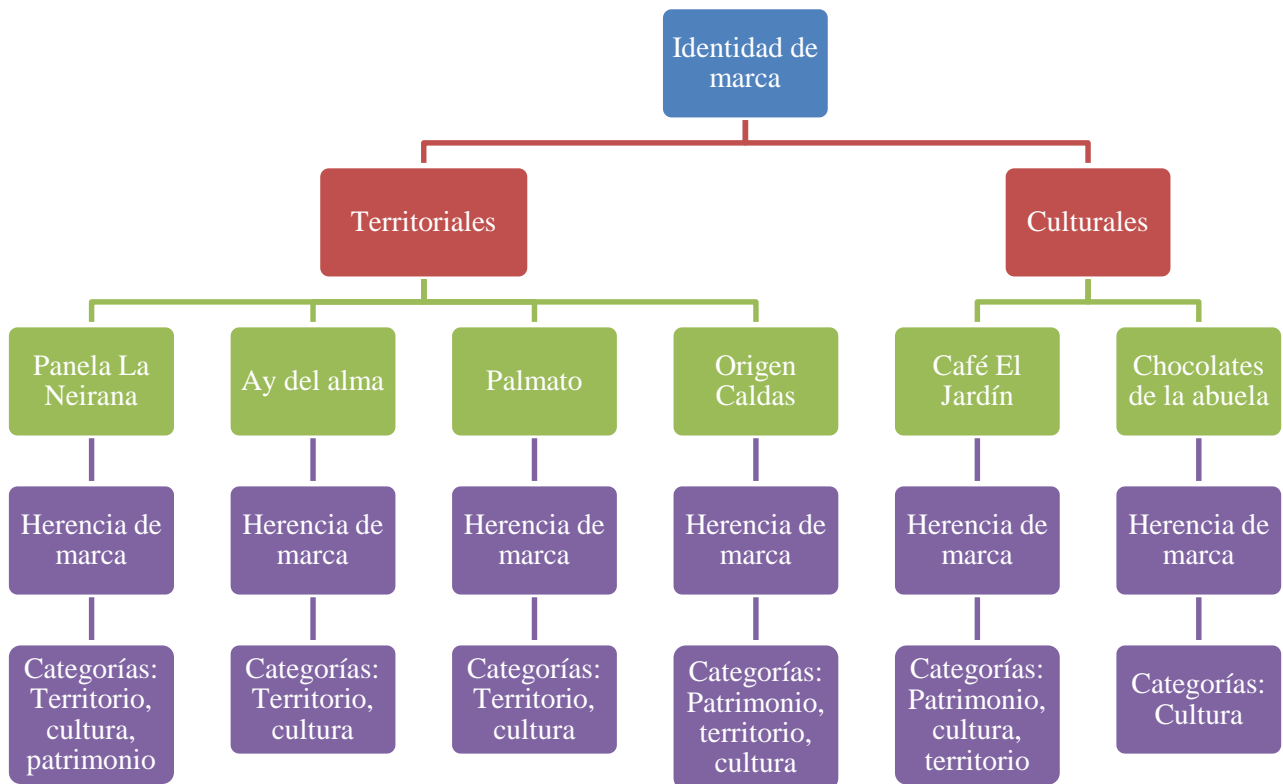 Identidad de
marca
Territoriales
Culturales
Panela La
Neirana
Ay del alma
Palmato
Origen
Caldas
Café El
Jardín
Chocolates
de la abuela
Herencia de
marca
Herencia de
marca
Herencia de
marca
Herencia de
marca
Herencia de
marca
Herencia de
marca
Categorías:
Territorio,
cultura,
patrimonio
Categorías:
Territorio,
cultura
Categorías:
Territorio,
cultura
Categorías:
Patrimonio,
territorio,
cultura
Categorías:
Patrimonio,
cultura,
territorio
Categorías:
Cultura